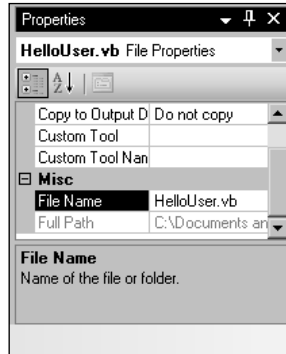 Properties
HelloUser.vb File Properties
Copy to Output D Do not copy
Custom Tool
Custom Tool Nan
Misc
File Name HelloUser.vb
Full Path C:\Documents an
File Name
Name of the file or folder.